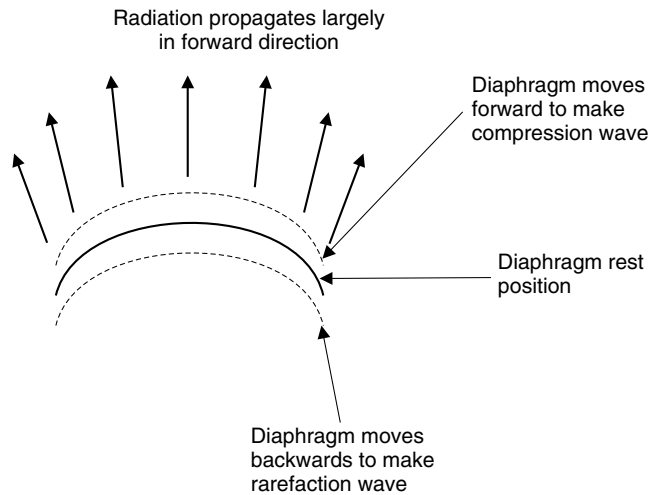 Radiation propagates largely
in forward direction
Diaphragm moves
forward to make
compression wave
Diaphragm rest
position
Diaphragm moves
backwards to make
rarefaction wave